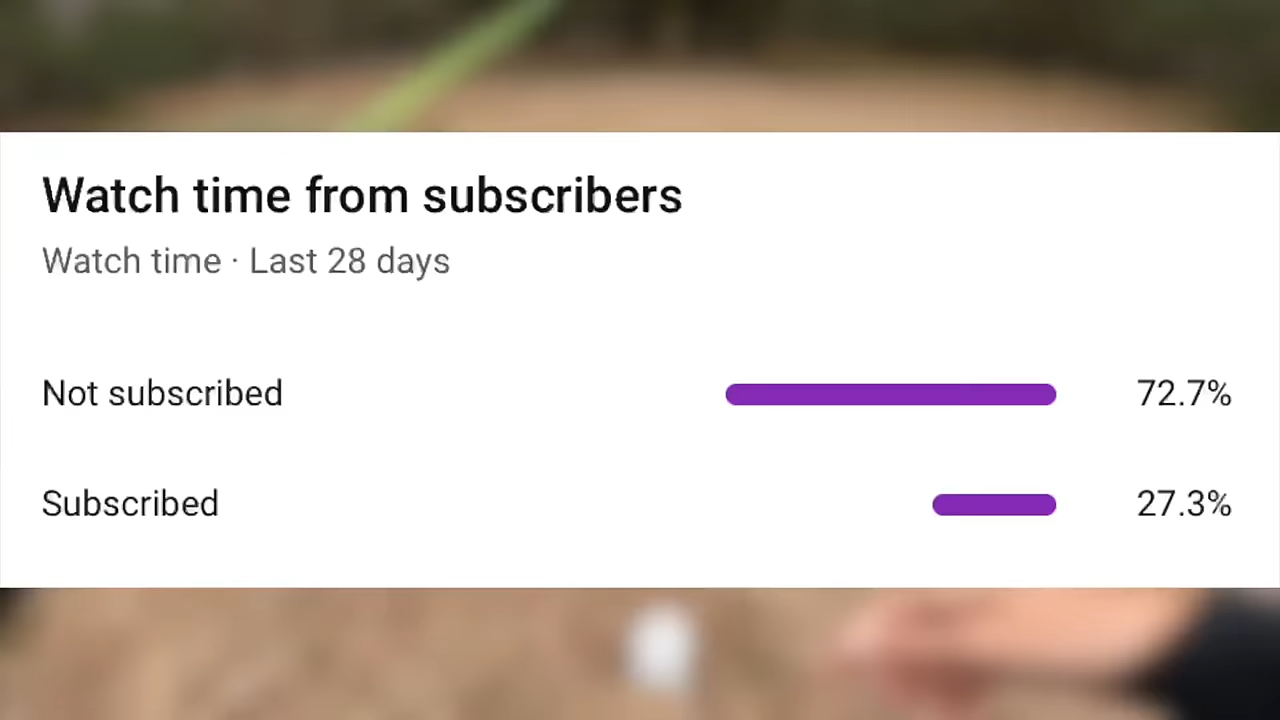 Watch time from subscribers
Watch time · Last 28 days
Not subscribed 72.7%
Subscribed 27.3%